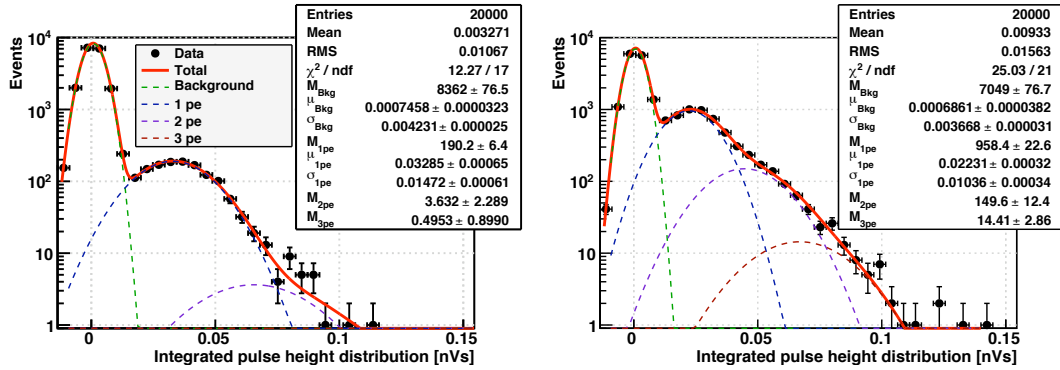 Entries 20000
Mean 0.003271
RMS 0.01067
χ² / ndf 12.27 / 17
M_Bkg 8362 ± 76.5
μ_Bkg 0.0007458 ± 0.0000323
σ_Bkg 0.004231 ± 0.000025
M_1pe 190.2 ± 6.4
μ_1pe 0.03285 ± 0.00065
σ_1pe 0.01472 ± 0.00061
M_2pe 3.632 ± 2.289
M_3pe 0.4953 ± 0.8990
Data
Total
Background
1 pe
2 pe
3 pe
Events
10⁴
10³
10²
10
1
0 0.05 0.1 0.15
Integrated pulse height distribution [nVs]
Entries 20000
Mean 0.00933
RMS 0.01563
χ² / ndf 25.03 / 21
M_Bkg 7049 ± 76.7
μ_Bkg 0.0006861 ± 0.0000382
σ_Bkg 0.003668 ± 0.000031
M_1pe 958.4 ± 22.6
μ_1pe 0.02231 ± 0.00032
σ_1pe 0.01036 ± 0.00034
M_2pe 149.6 ± 12.4
M_3pe 14.41 ± 2.86
Events
10⁴
10³
10²
10
1
0 0.05 0.1 0.15
Integrated pulse height distribution [nVs]